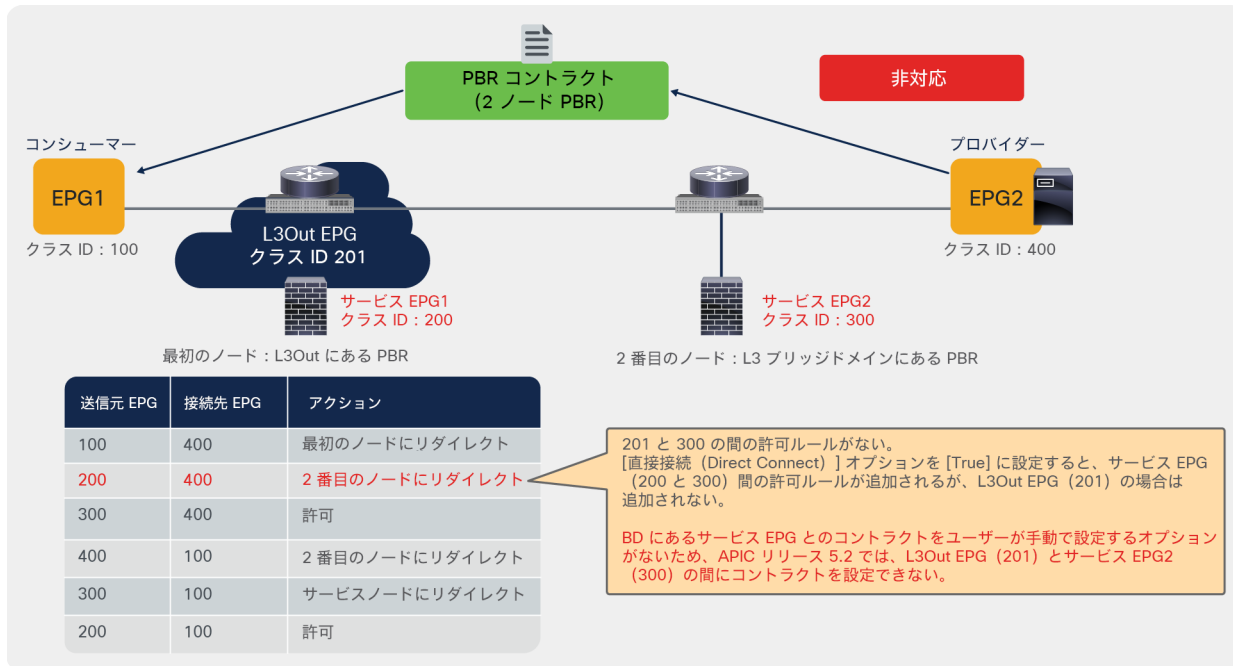 PBR コントラクト
(2 ノード PBR)
非対応
コンシューマー
プロバイダー
EPG1
EPG2
L3Out EPG
クラス ID 201
クラス ID : 100
クラス ID : 400
サービス EPG1
クラス ID : 200
サービス EPG2
クラス ID : 300
最初のノード : L3Out にある PBR
2 番目のノード : L3 ブリッジドメインにある PBR
送信元 EPG 接続先 EPG アクション
100 400 最初のノードにリダイレクト
200 400 2 番目のノードにリダイレクト
300 400 許可
400 100 2 番目のノードにリダイレクト
300 100 サービスノードにリダイレクト
200 100 許可
201 と 300 の間の許可ルールがない。
[直接接続（Direct Connect）] オプションを [True] に設定すると、サービス EPG
（200 と 300）間の許可ルールが追加されるが、L3Out EPG（201）の場合は
追加されない。
BD にあるサービス EPG とのコントラクトをユーザーが手動で設定するオプション
がないため、APIC リリース 5.2 では、L3Out EPG（201）とサービス EPG2
（300）の間にコントラクトを設定できない。